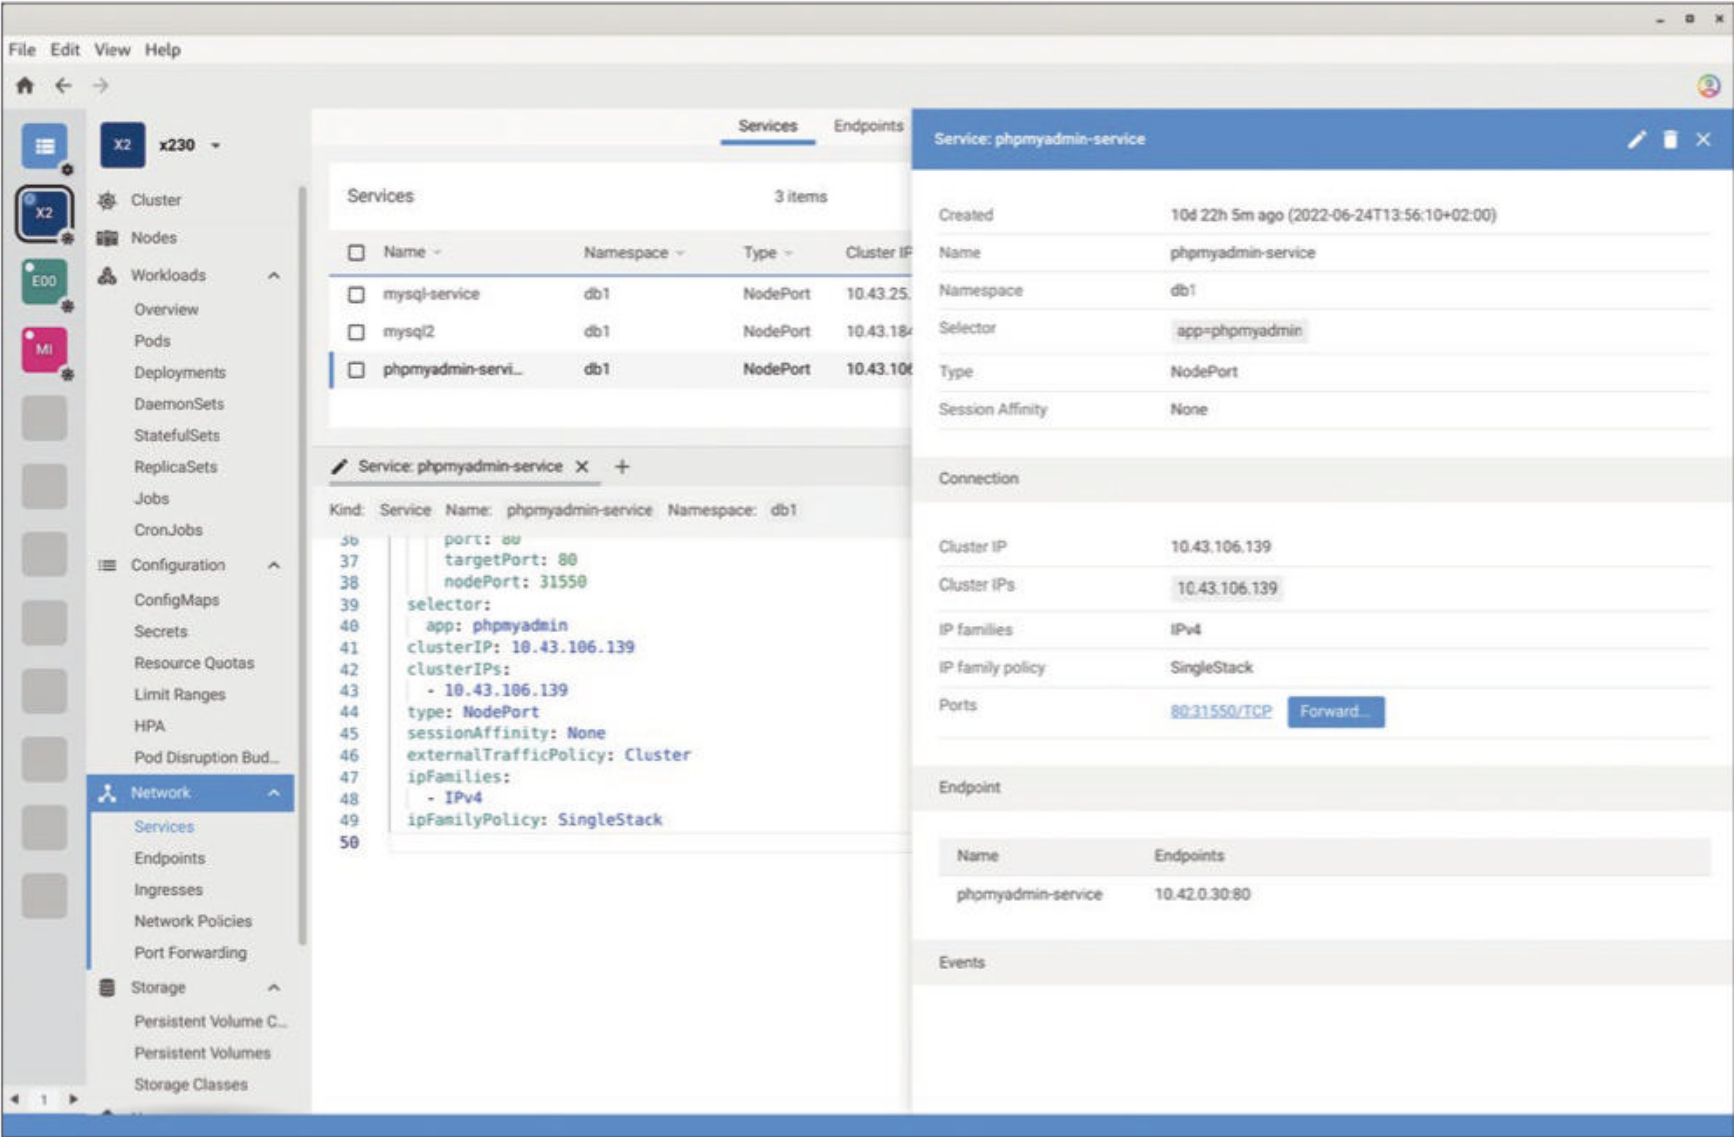 File Edit View Help
X2 x230
Cluster
X2
Nodes
E00
Workloads
Overview
MI
Pods
Deployments
DaemonSets
StatefulSets
ReplicaSets
Jobs
CronJobs
Configuration
ConfigMaps
Secrets
Resource Quotas
Limit Ranges
HPA
Pod Disruption Bud...
Network
Services
Endpoints
Ingresses
Network Policies
Port Forwarding
Storage
Persistent Volume C...
Persistent Volumes
Storage Classes
1
Services Endpoints
Services 3 items
Name Namespace Type Cluster IP
mysql-service db1 NodePort 10.43.25.
mysql2 db1 NodePort 10.43.184
phpmyadmin-servi... db1 NodePort 10.43.106
Service: phpmyadmin-service
Kind: Service Name: phpmyadmin-service Namespace: db1
36 port: 80
37 targetPort: 80
38 nodePort: 31550
39 selector:
40 app: phpmyadmin
41 clusterIP: 10.43.106.139
42 clusterIPs:
43 - 10.43.106.139
44 type: NodePort
45 sessionAffinity: None
46 externalTrafficPolicy: Cluster
47 ipFamilies:
48 - IPv4
49 ipFamilyPolicy: SingleStack
50
Service: phpmyadmin-service
Created 10d 22h 5m ago (2022-06-24T13:56:10+02:00)
Name phpmyadmin-service
Namespace db1
Selector app=phpmyadmin
Type NodePort
Session Affinity None
Connection
Cluster IP 10.43.106.139
Cluster IPs 10.43.106.139
IP families IPv4
IP family policy SingleStack
Ports 80:31550/TCP Forward...
Endpoint
Name Endpoints
phpmyadmin-service 10.42.0.30:80
Events